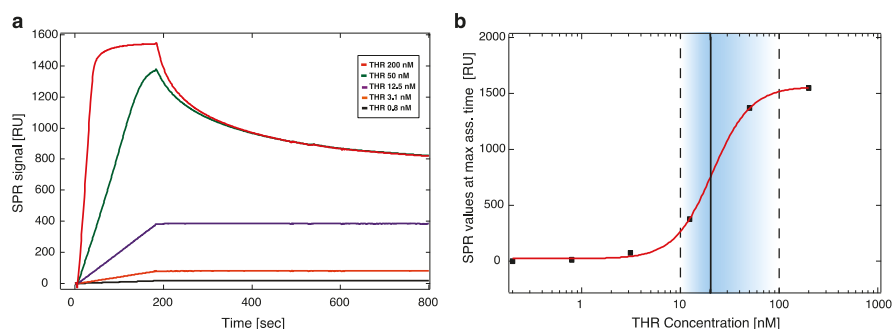 a
1600
1400
1200
1000
800
600
400
200
0
SPR signal [RU]
0 200 400 600 800
Time [sec]
THR 200 nM
THR 50 nM
THR 12.5 nM
THR 3.1 nM
THR 0.8 nM
b
2000
1500
1000
500
0
SPR values at max ass. time [RU]
1 10 100 1000
THR Concentration [nM]